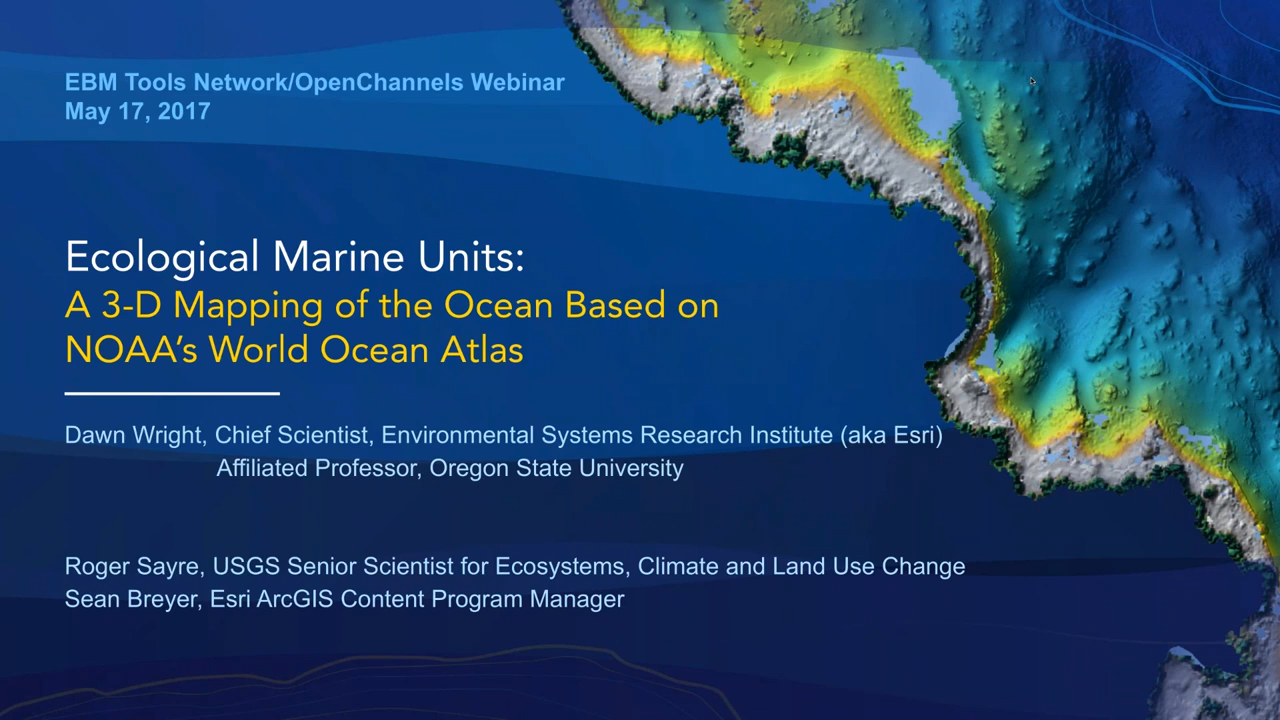 EBM Tools Network/OpenChannels Webinar
May 17, 2017
Ecological Marine Units:
A 3-D Mapping of the Ocean Based on
NOAA's World Ocean Atlas
Dawn Wright, Chief Scientist, Environmental Systems Research Institute (aka Esri)
Affiliated Professor, Oregon State University
Roger Sayre, USGS Senior Scientist for Ecosystems, Climate and Land Use Change
Sean Breyer, Esri ArcGIS Content Program Manager